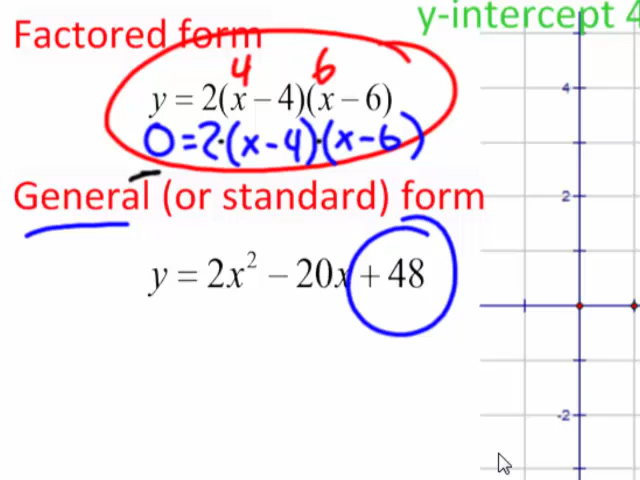 y-intercept 4
Factored form
4 6
y = 2(x − 4)(x − 6)
0 = 2·(x-4)·(x-6)
General (or standard) form
y = 2x² − 20x + 48
4
2
-2